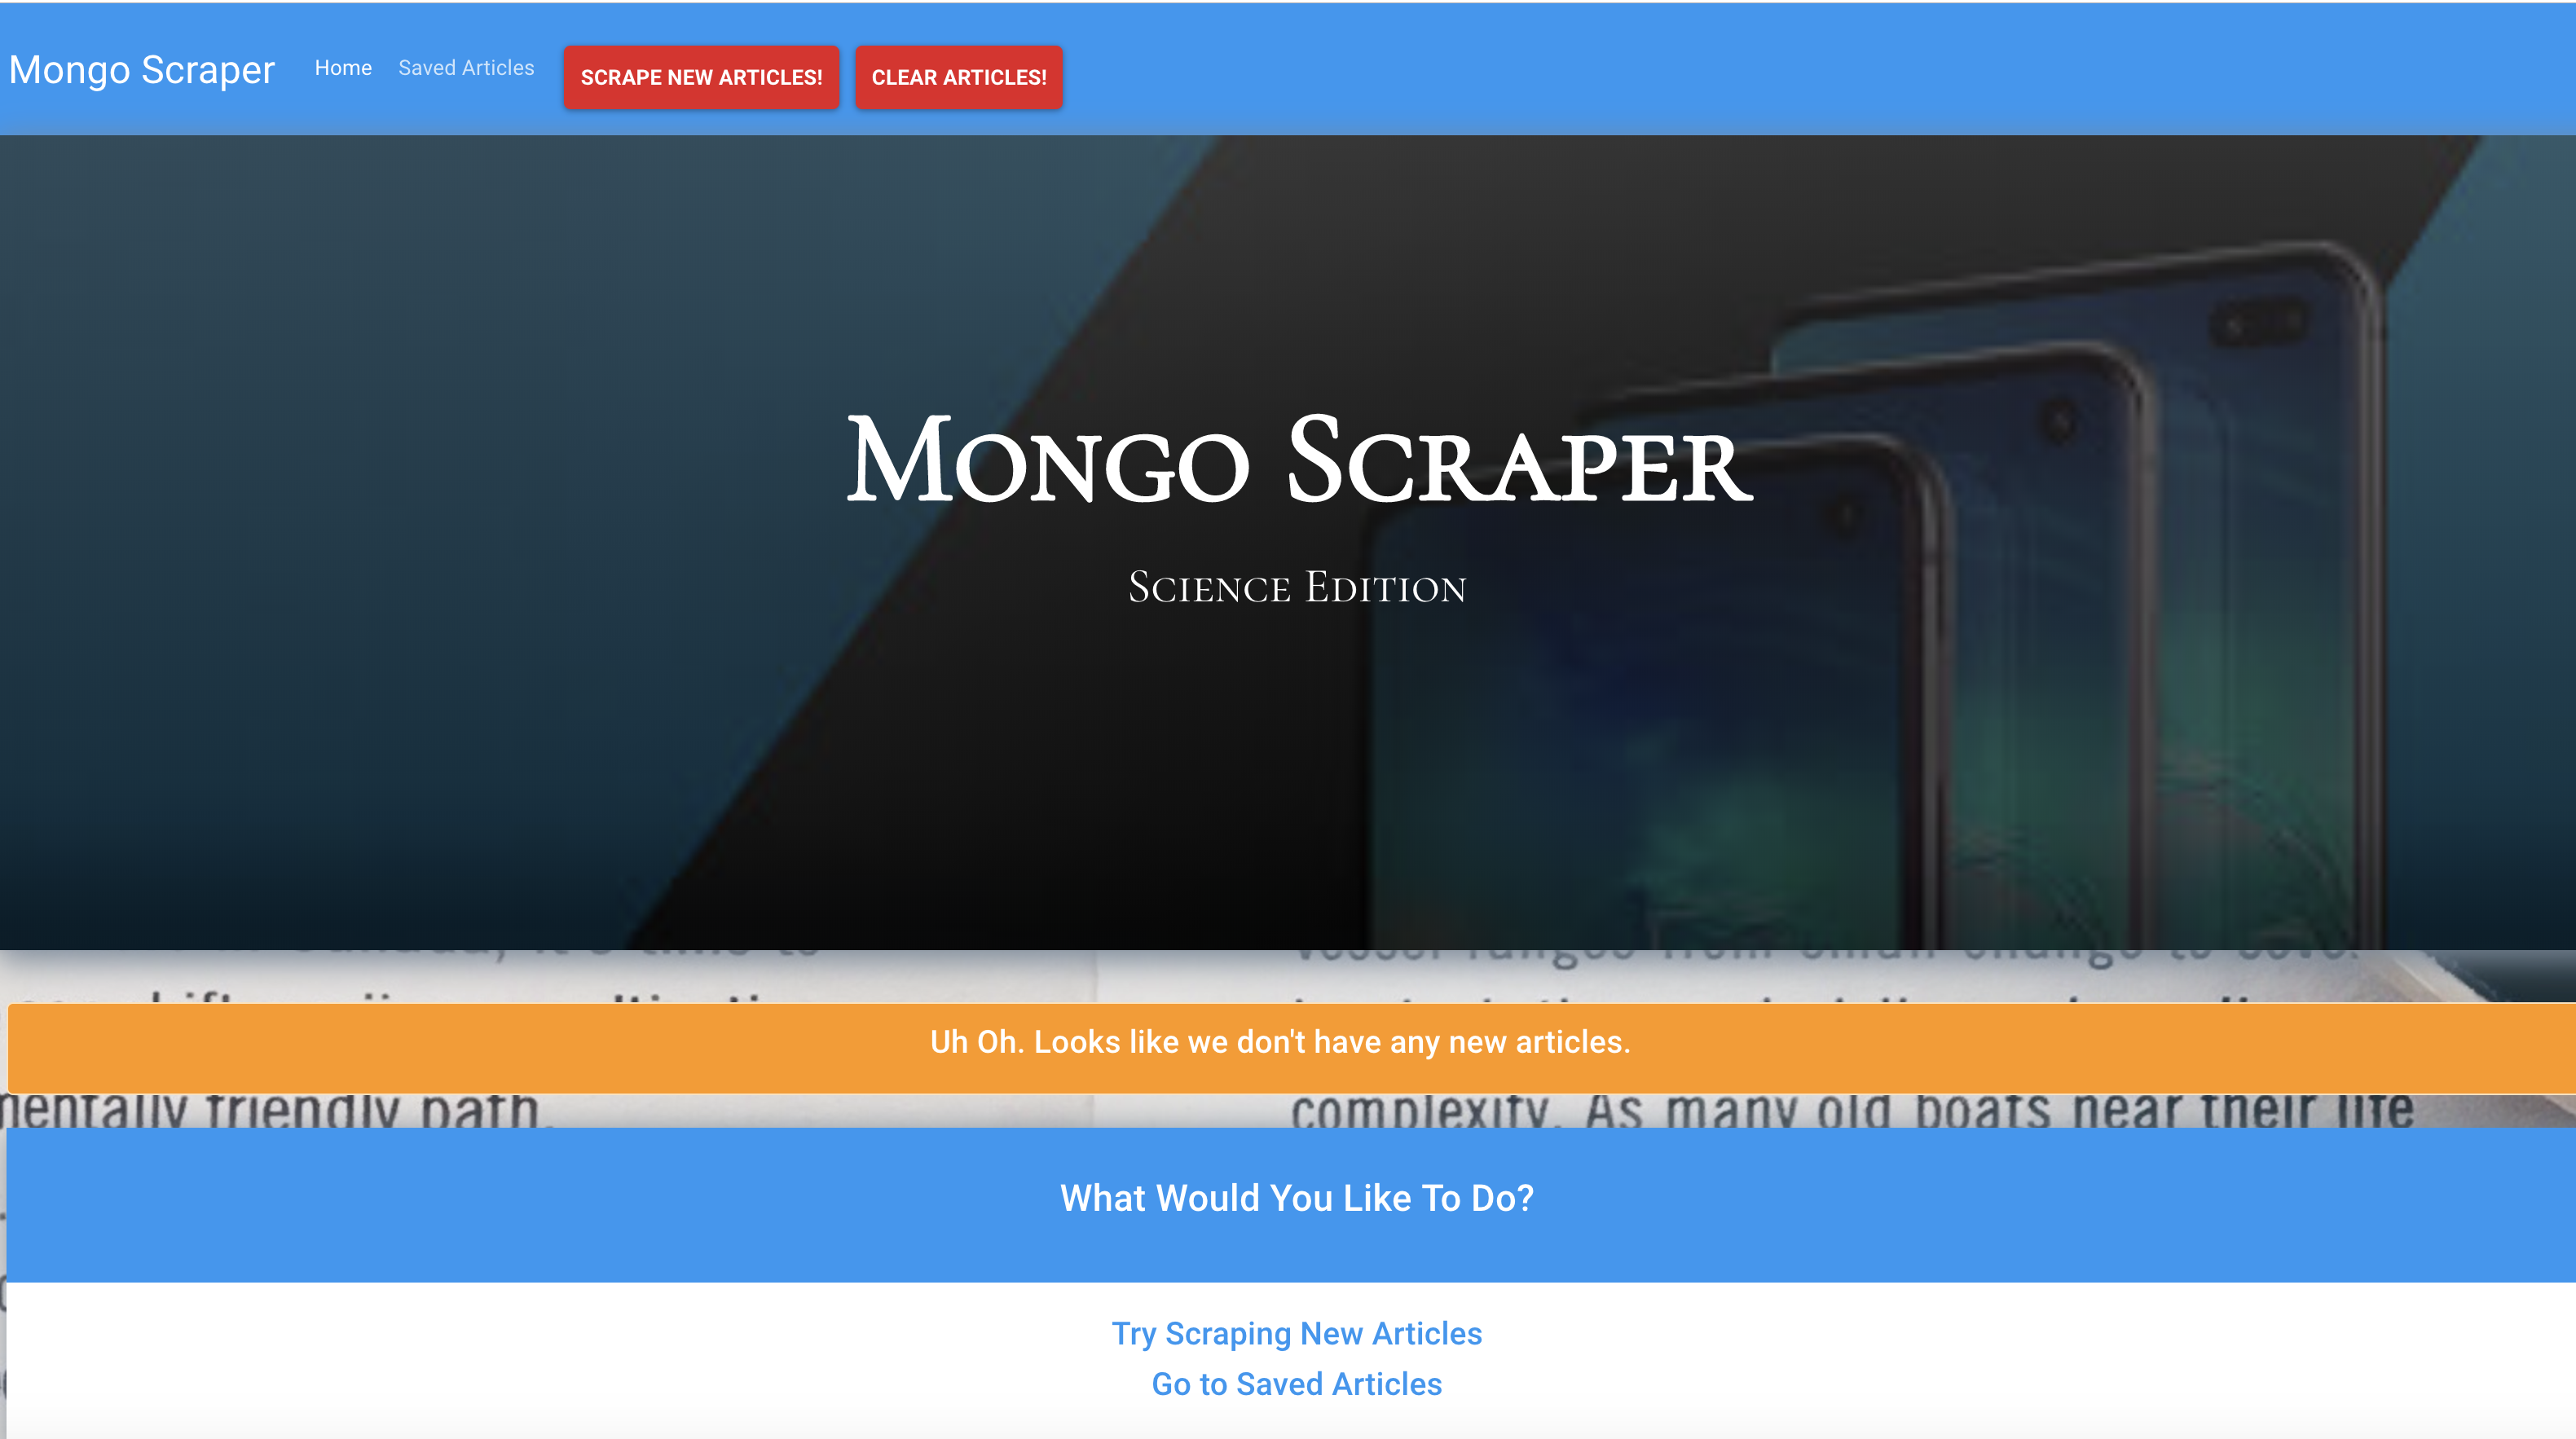 Mongo Scraper Home Saved Articles SCRAPE NEW ARTICLES! CLEAR ARTICLES!
Mongo Scraper
Science Edition
Uh Oh. Looks like we don't have any new articles.
mentally friendly path.
complexity. As many old boats near their life
What Would You Like To Do?
Try Scraping New Articles
Go to Saved Articles